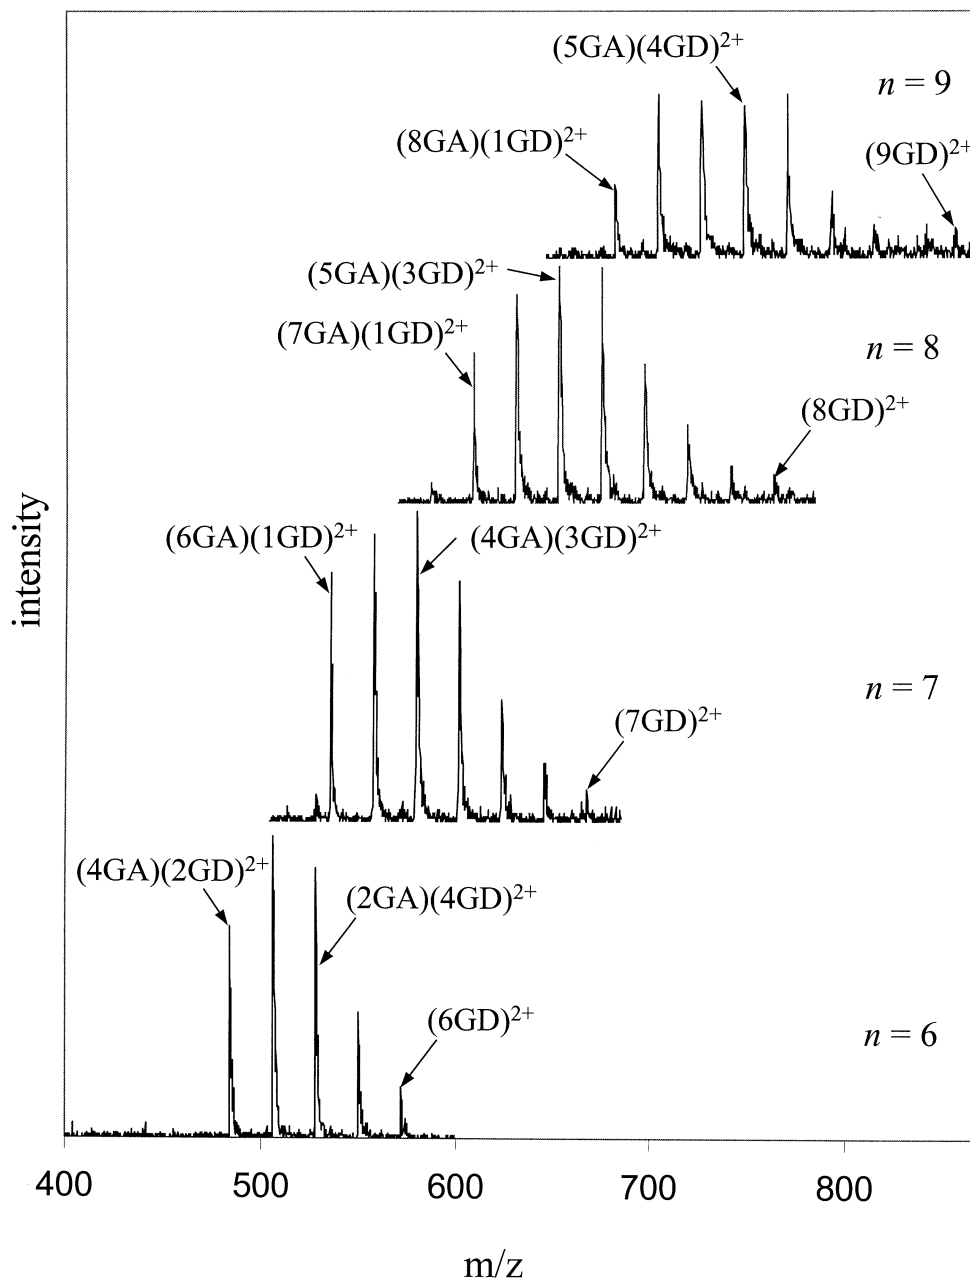 (5GA)(4GD)²⁺
n = 9
(8GA)(1GD)²⁺
(9GD)²⁺
(5GA)(3GD)²⁺
(7GA)(1GD)²⁺
n = 8
(8GD)²⁺
intensity
(6GA)(1GD)²⁺
(4GA)(3GD)²⁺
n = 7
(7GD)²⁺
(4GA)(2GD)²⁺
(2GA)(4GD)²⁺
(6GD)²⁺
n = 6
400 500 600 700 800
m/z